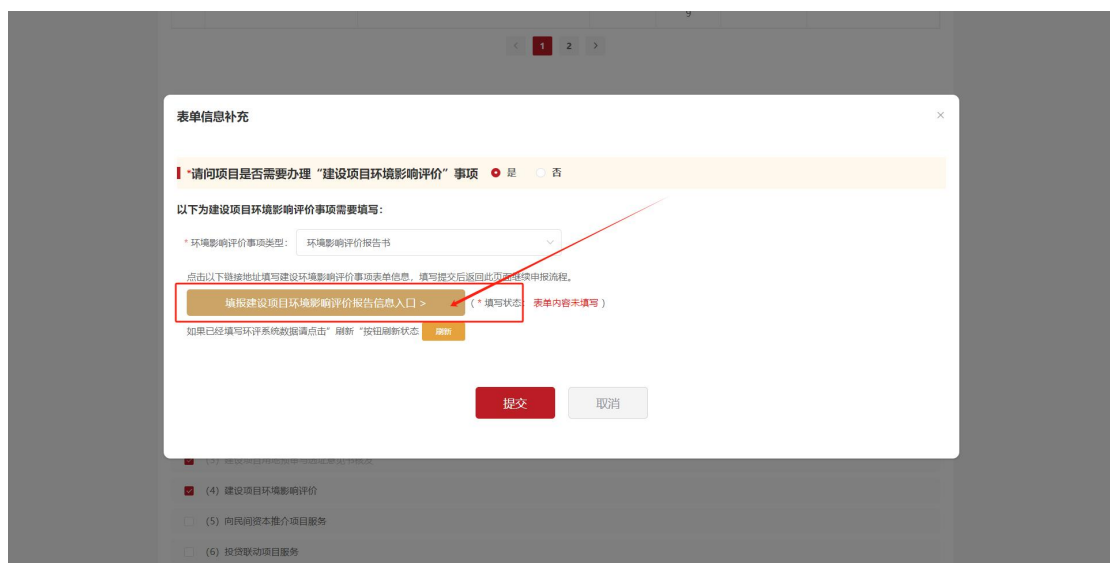 9
< 1 2 >
表单信息补充 ×
*请问项目是否需要办理“建设项目环境影响评价”事项 是 否
以下为建设项目环境影响评价事项需要填写:
* 环境影响评价事项类型: 环境影响评价报告书
点击以下链接地址填写建设环境影响评价事项表单信息，填写提交后返回此页面继续申报流程。
填报建设项目环境影响评价报告信息入口 > ( * 填写状态: 表单内容未填写 )
如果已经填写环评系统数据请点击”刷新“按钮刷新状态 刷新
提交 取消
(4) 建设项目环境影响评价
(5) 向民间资本推介项目服务
(6) 投贷联动项目服务